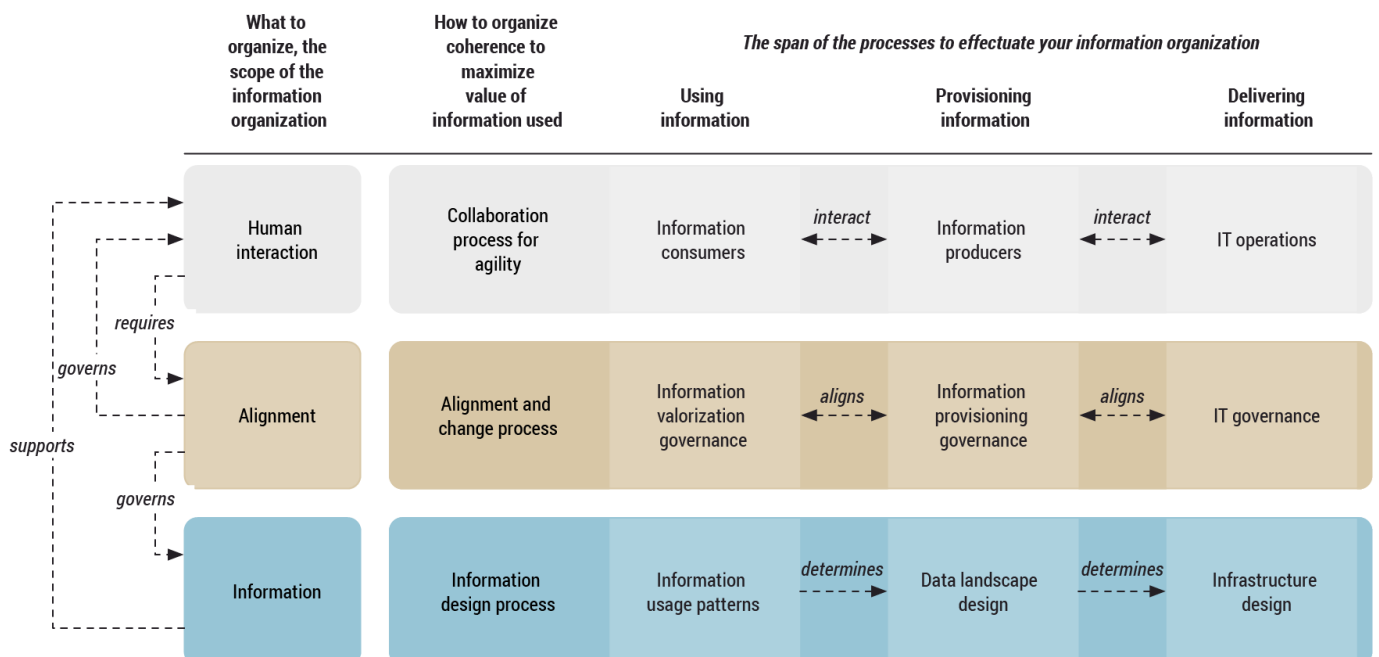 What to
organize, the
scope of the
information
organization
How to organize
coherence to
maximize
value of
information used
The span of the processes to effectuate your information organization
Using
information
Provisioning
information
Delivering
information
Human
interaction
Collaboration
process for
agility
Information
consumers
interact
Information
producers
interact
IT operations
requires
governs
supports
Alignment
Alignment and
change process
Information
valorization
governance
aligns
Information
provisioning
governance
aligns
IT governance
governs
Information
Information
design process
Information
usage patterns
determines
Data landscape
design
determines
Infrastructure
design